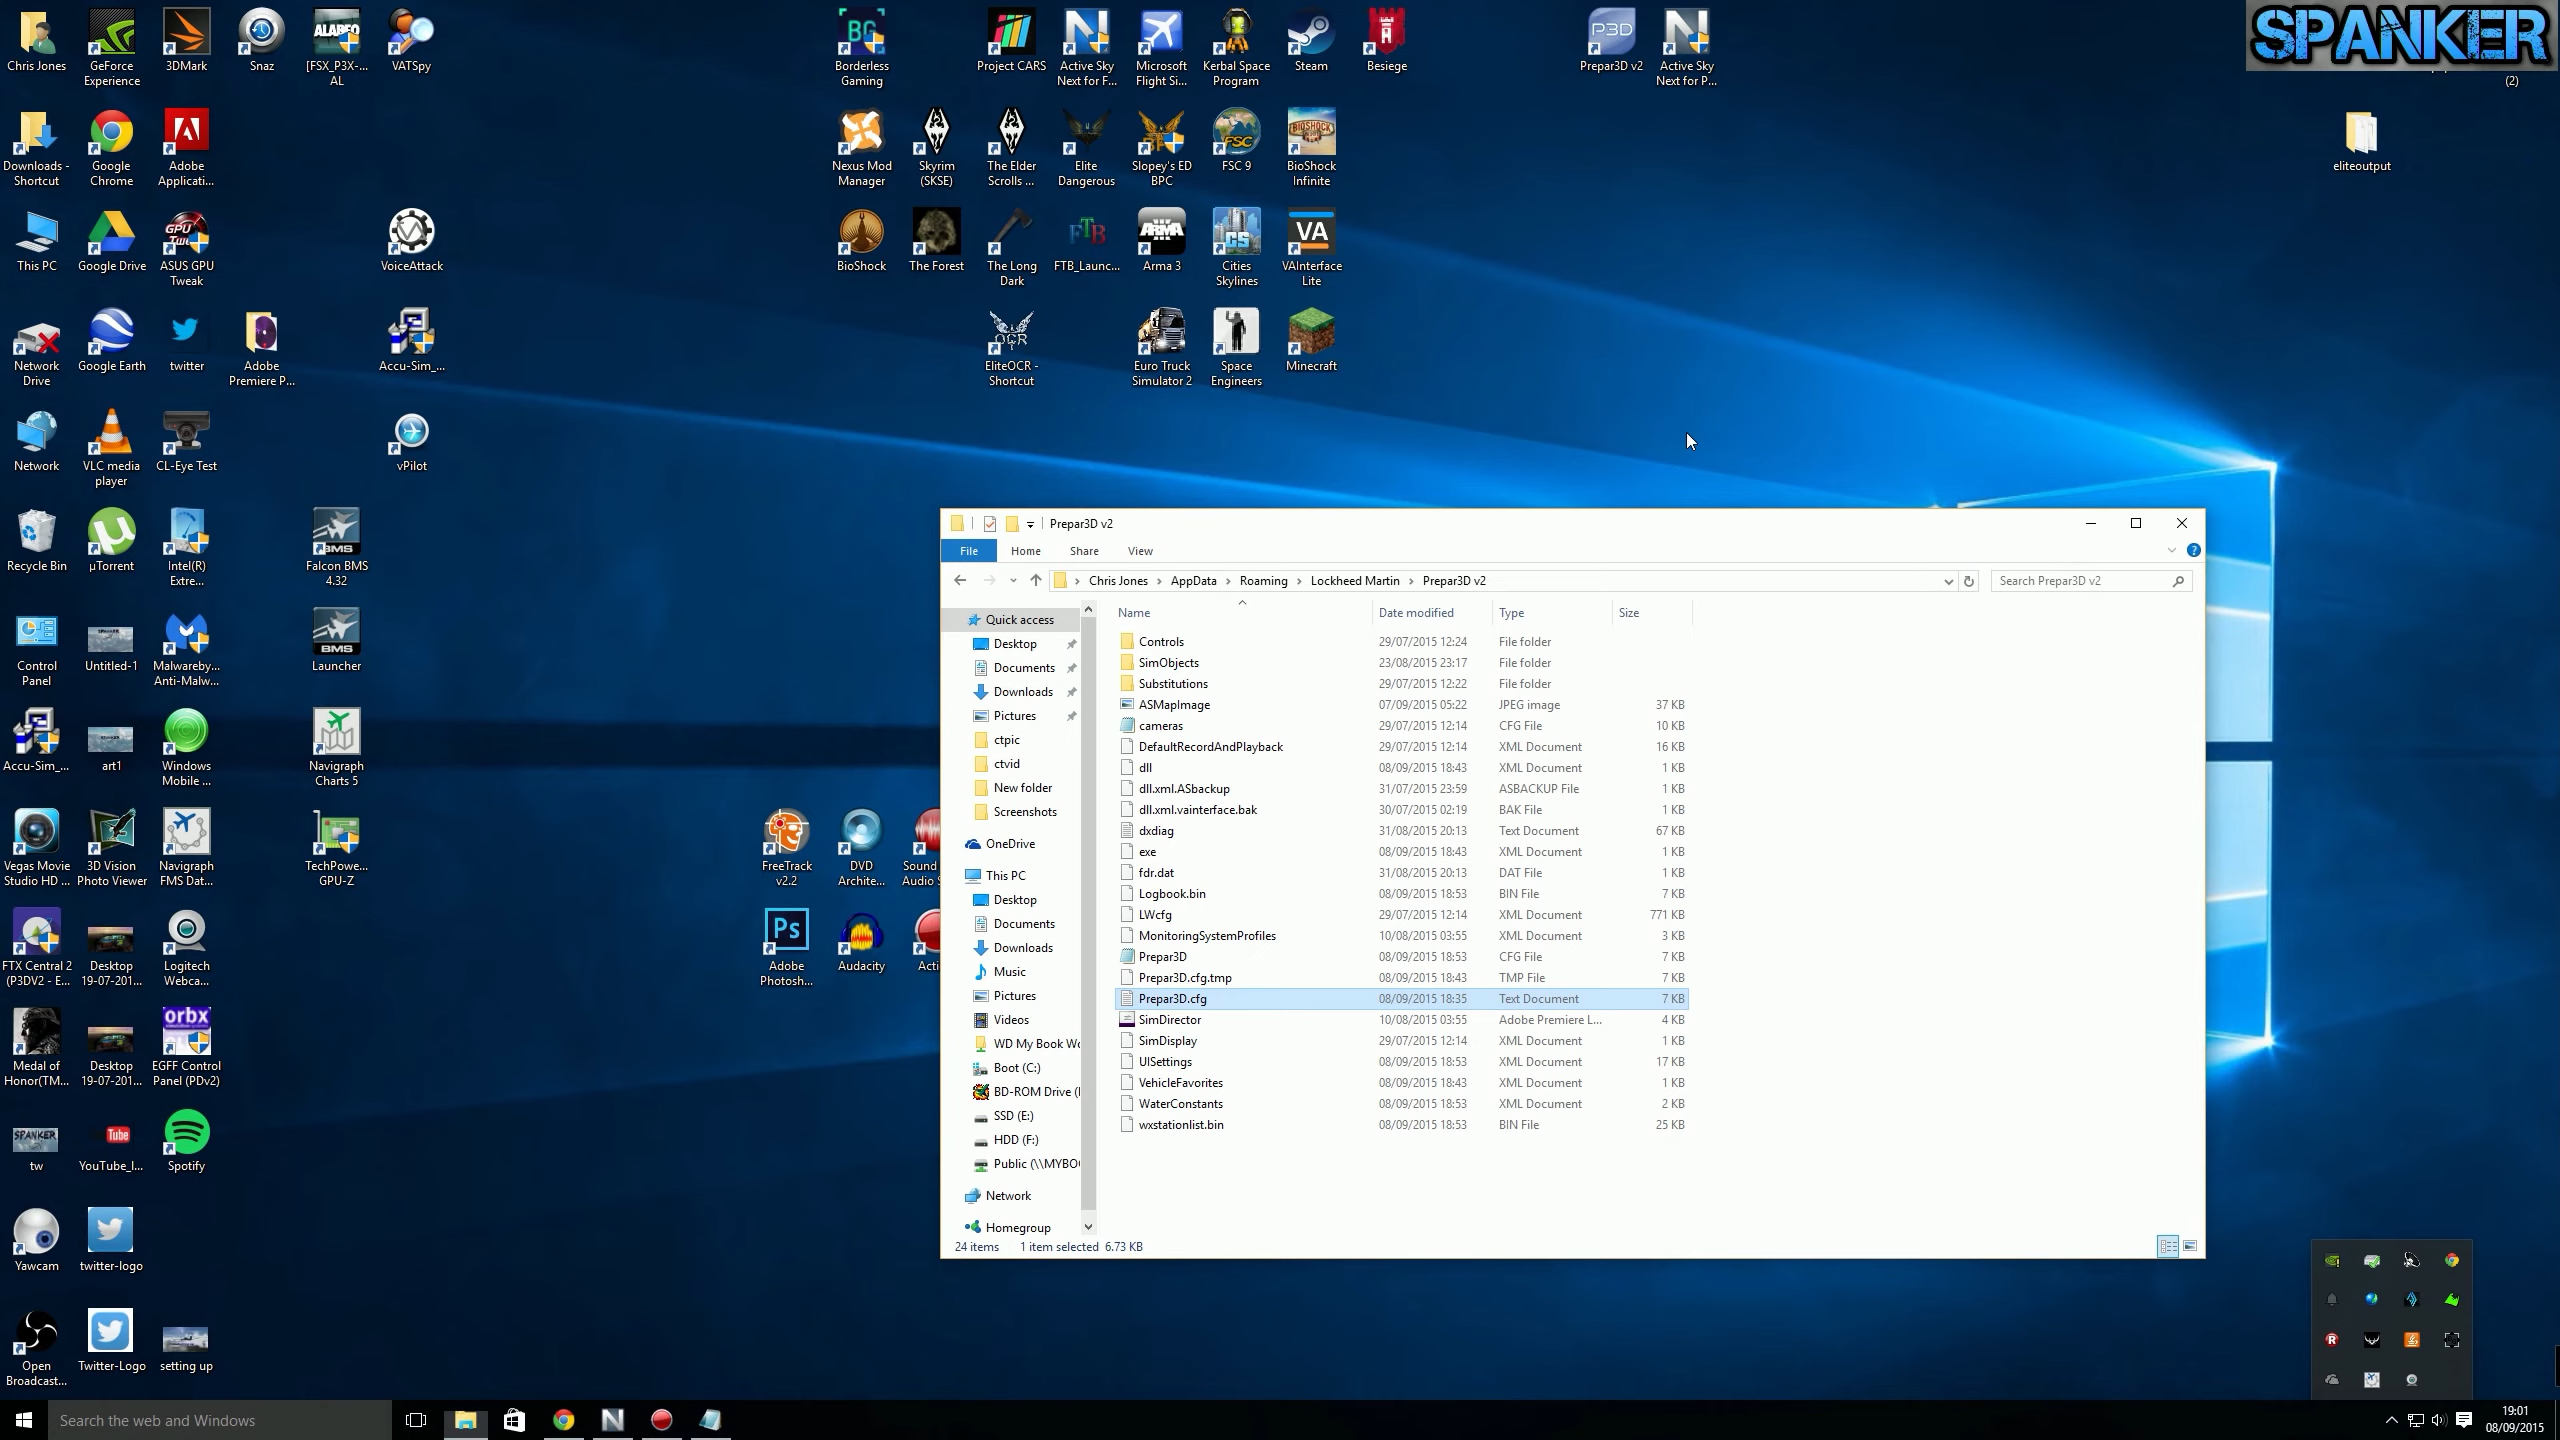 Chris Jones
GeForce
Experience
3DMark
Snaz
[FSX_P3X-...
AL
VATSpy
Borderless
Gaming
Project CARS
Active Sky
Next for F...
Microsoft
Flight Si...
Kerbal Space
Program
Steam
Besiege
Prepar3D v2
Active Sky
Next for P...
SPANKER
(2)
Downloads -
Shortcut
Google
Chrome
Adobe
Applicati...
Nexus Mod
Manager
Skyrim
(SKSE)
The Elder
Scrolls ...
Elite
Dangerous
Slopey's ED
BPC
FSC 9
BioShock
Infinite
eliteoutput
This PC
Google Drive
ASUS GPU
Tweak
VoiceAttack
BioShock
The Forest
The Long
Dark
FTB_Launc...
Arma 3
Cities
Skylines
VAInterface
Lite
Network
Drive
Google Earth
twitter
Adobe
Premiere P...
Accu-Sim_...
EliteOCR -
Shortcut
Euro Truck
Simulator 2
Space
Engineers
Minecraft
Network
VLC media
player
CL-Eye Test
vPilot
Recycle Bin
µTorrent
Intel(R)
Extre...
Falcon BMS
4.32
Control
Panel
Untitled-1
Malwareby...
Anti-Malw...
Launcher
Accu-Sim_...
art1
Windows
Mobile ...
Navigraph
Charts 5
Vegas Movie
Studio HD ...
3D Vision
Photo Viewer
Navigraph
FMS Dat...
TechPowe...
GPU-Z
FreeTrack
v2.2
DVD
Archite...
Sound
Audio S
FTX Central 2
(P3DV2 - E...
Desktop
19-07-201...
Logitech
Webca...
Adobe
Photosh...
Audacity
Acti
Medal of
Honor(TM...
Desktop
19-07-201...
EGFF Control
Panel (PDv2)
tw
YouTube_l...
Spotify
Yawcam
twitter-logo
Open
Broadcast...
Twitter-Logo
setting up
Prepar3D v2
File Home Share View
Chris Jones > AppData > Roaming > Lockheed Martin > Prepar3D v2
Search Prepar3D v2
Quick access
Desktop
Documents
Downloads
Pictures
ctpic
ctvid
New folder
Screenshots
OneDrive
This PC
Desktop
Documents
Downloads
Music
Pictures
Videos
WD My Book Wo
Boot (C:)
BD-ROM Drive (
SSD (E:)
HDD (F:)
Public (\\MYBO
Network
Homegroup
Name Date modified Type Size
Controls 29/07/2015 12:24 File folder
SimObjects 23/08/2015 23:17 File folder
Substitutions 29/07/2015 12:22 File folder
ASMapImage 07/09/2015 05:22 JPEG image 37 KB
cameras 29/07/2015 12:14 CFG File 10 KB
DefaultRecordAndPlayback 29/07/2015 12:14 XML Document 16 KB
dll 08/09/2015 18:43 XML Document 1 KB
dll.xml.ASbackup 31/07/2015 23:59 ASBACKUP File 1 KB
dll.xml.vainterface.bak 30/07/2015 02:19 BAK File 1 KB
dxdiag 31/08/2015 20:13 Text Document 67 KB
exe 08/09/2015 18:43 XML Document 1 KB
fdr.dat 31/08/2015 20:13 DAT File 1 KB
Logbook.bin 08/09/2015 18:53 BIN File 7 KB
LWcfg 29/07/2015 12:14 XML Document 771 KB
MonitoringSystemProfiles 10/08/2015 03:55 XML Document 3 KB
Prepar3D 08/09/2015 18:53 CFG File 7 KB
Prepar3D.cfg.tmp 08/09/2015 18:43 TMP File 7 KB
Prepar3D.cfg 08/09/2015 18:35 Text Document 7 KB
SimDirector 10/08/2015 03:55 Adobe Premiere L... 4 KB
SimDisplay 29/07/2015 12:14 XML Document 1 KB
UISettings 08/09/2015 18:53 XML Document 17 KB
VehicleFavorites 08/09/2015 18:43 XML Document 1 KB
WaterConstants 08/09/2015 18:53 XML Document 2 KB
wxstationlist.bin 08/09/2015 18:53 BIN File 25 KB
24 items 1 item selected 6.73 KB
Search the web and Windows
19:01
08/09/2015